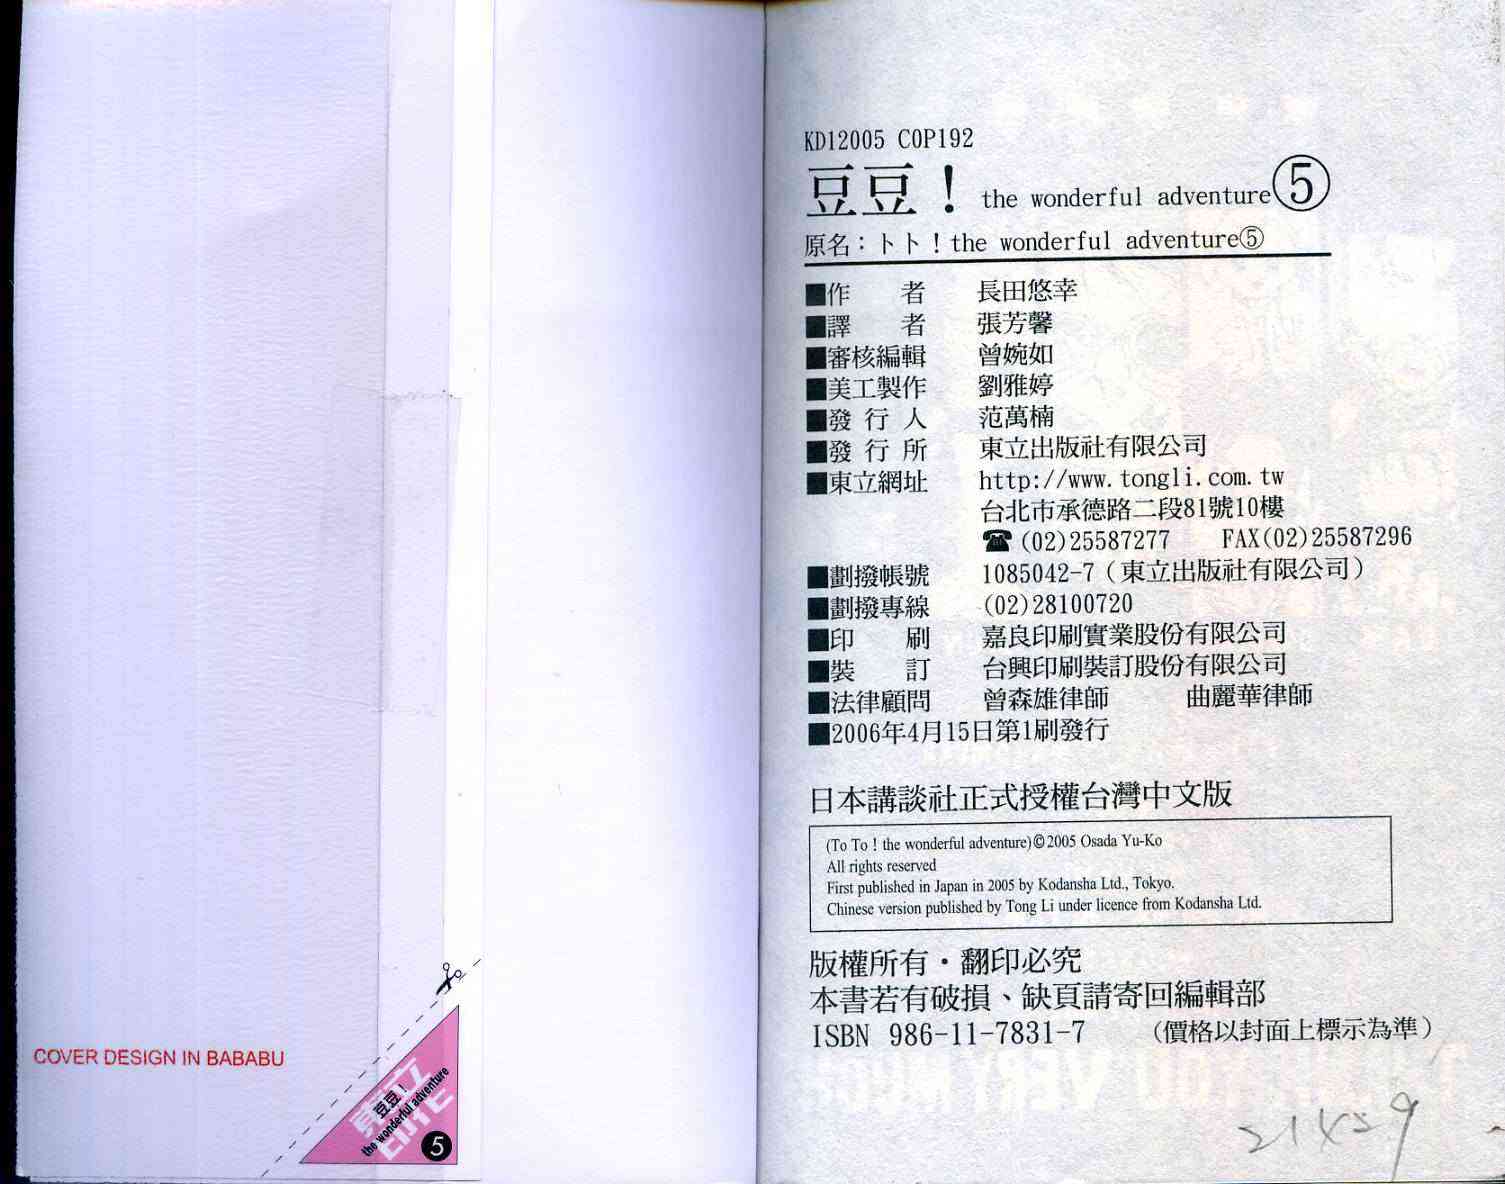 COVER DESIGN IN BABABU
豆豆！
the wonderful adventure
5
KD12005 COP192
豆豆！ the wonderful adventure⑤
原名：トト！the wonderful adventure⑤
■作　　者　長田悠幸
■譯　　者　張芳馨
■審核編輯　曾婉如
■美工製作　劉雅婷
■發 行 人　范萬楠
■發 行 所　東立出版社有限公司
■東立網址　http://www.tongli.com.tw
台北市承德路二段81號10樓
☎(02)25587277　FAX(02)25587296
■劃撥帳號　1085042-7（東立出版社有限公司）
■劃撥專線　(02)28100720
■印　　刷　嘉良印刷實業股份有限公司
■裝　　訂　台興印刷裝訂股份有限公司
■法律顧問　曾森雄律師　曲麗華律師
■2006年4月15日第1刷發行
日本講談社正式授權台灣中文版
(To To ! the wonderful adventure)©2005 Osada Yu-Ko
All rights reserved
First published in Japan in 2005 by Kodansha Ltd., Tokyo.
Chinese version published by Tong Li under licence from Kodansha Ltd.
版權所有・翻印必究
本書若有破損、缺頁請寄回編輯部
ISBN 986-11-7831-7　（價格以封面上標示為準）